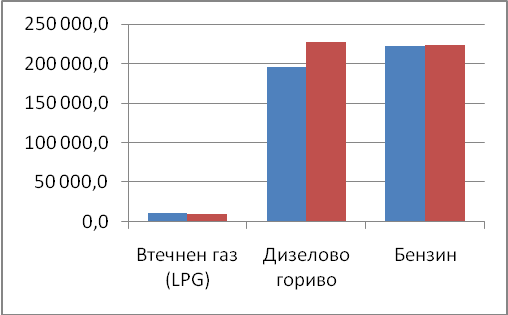 250 000,0
200 000,0
150 000,0
100 000,0
50 000,0
0,0
Втечнен газ
(LPG)
Дизелово
гориво
Бензин